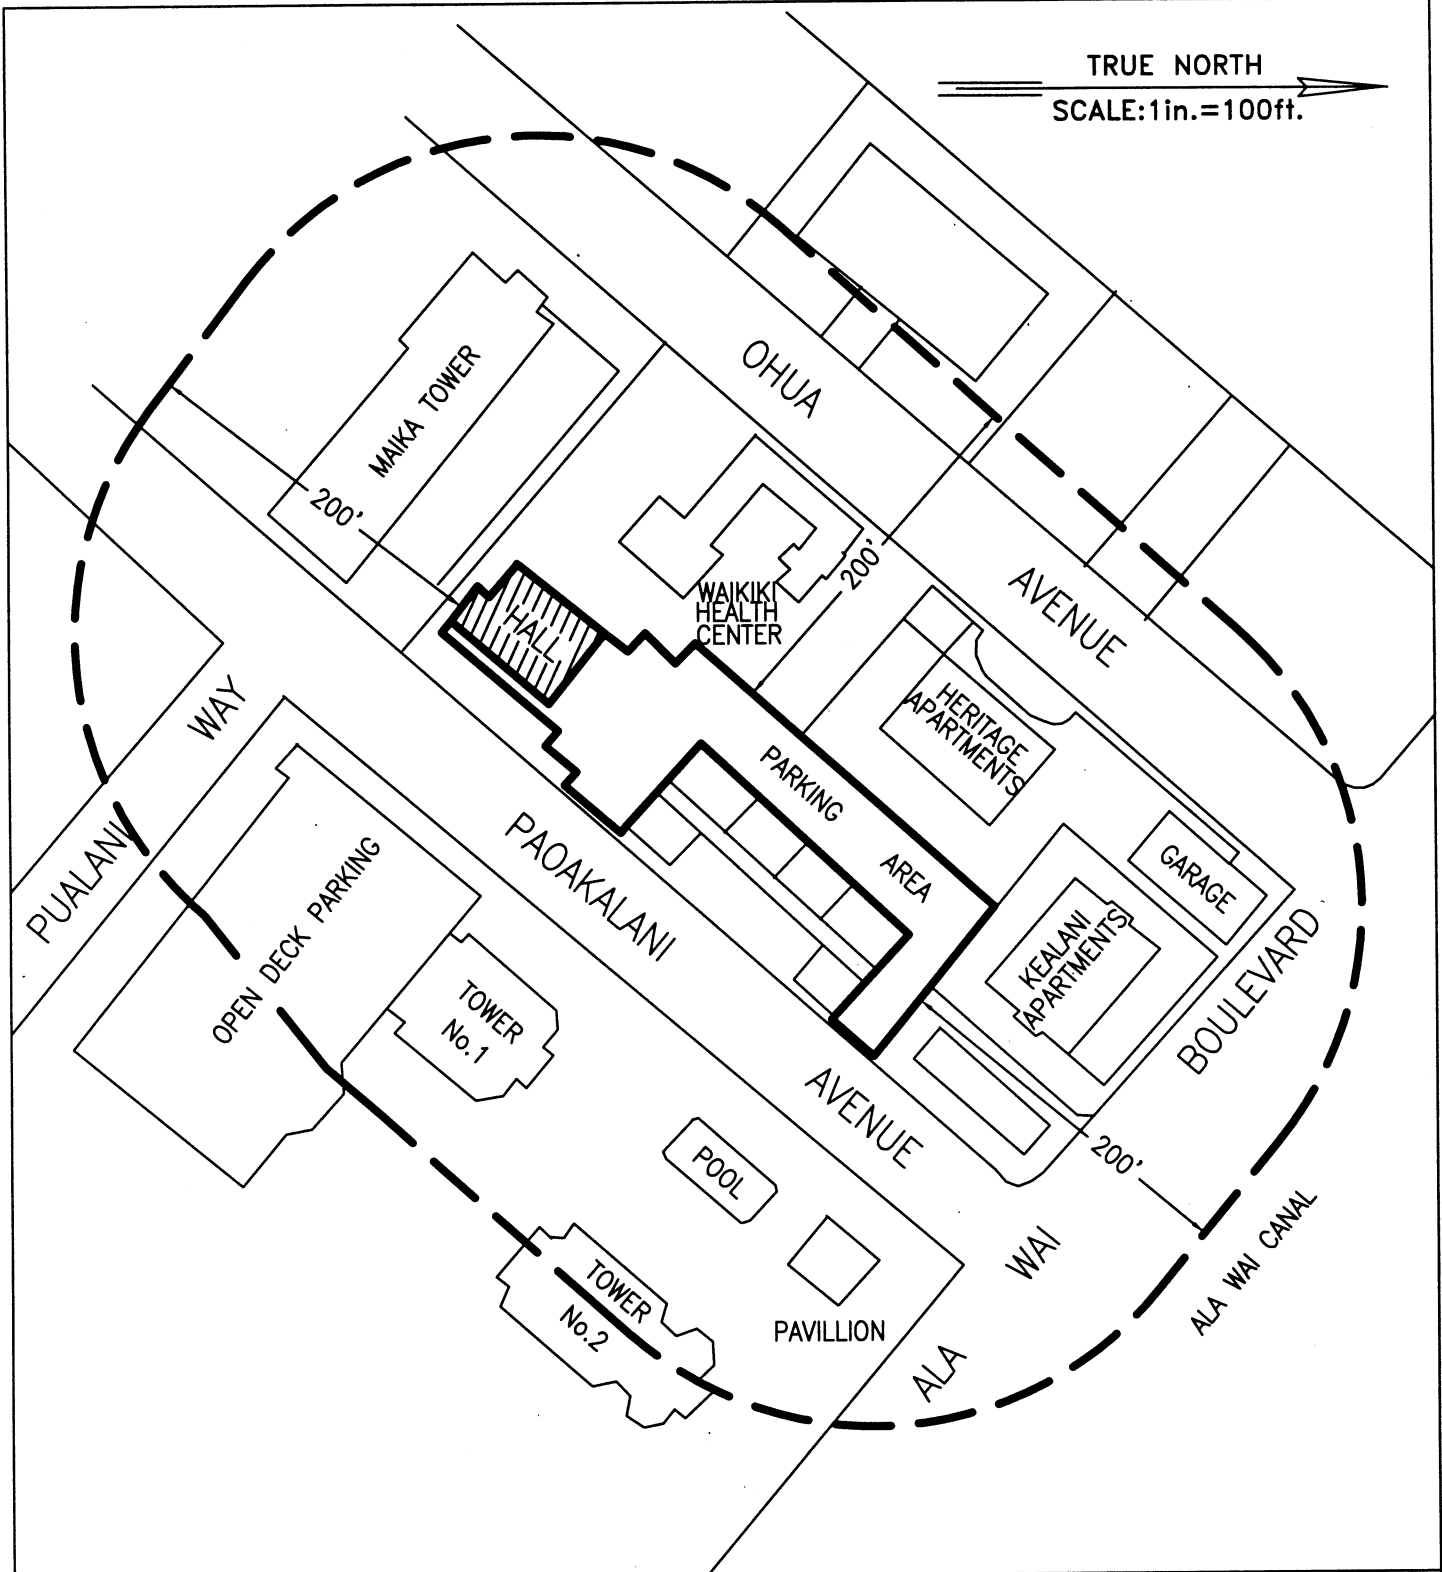 TRUE NORTH
SCALE:1in.=100ft.
OHUA
AVENUE
MAIKA TOWER
200'
200'
HALL
WAIKIKI
HEALTH
CENTER
HERITAGE
APARTMENTS
PARKING
AREA
GARAGE
KEALANI
APARTMENTS
PUALANI
WAY
OPEN DECK PARKING
PAOAKALANI
AVENUE
TOWER
No.1
POOL
TOWER
No.2
PAVILLION
ALA
WAI
BOULEVARD
200'
ALA WAI CANAL